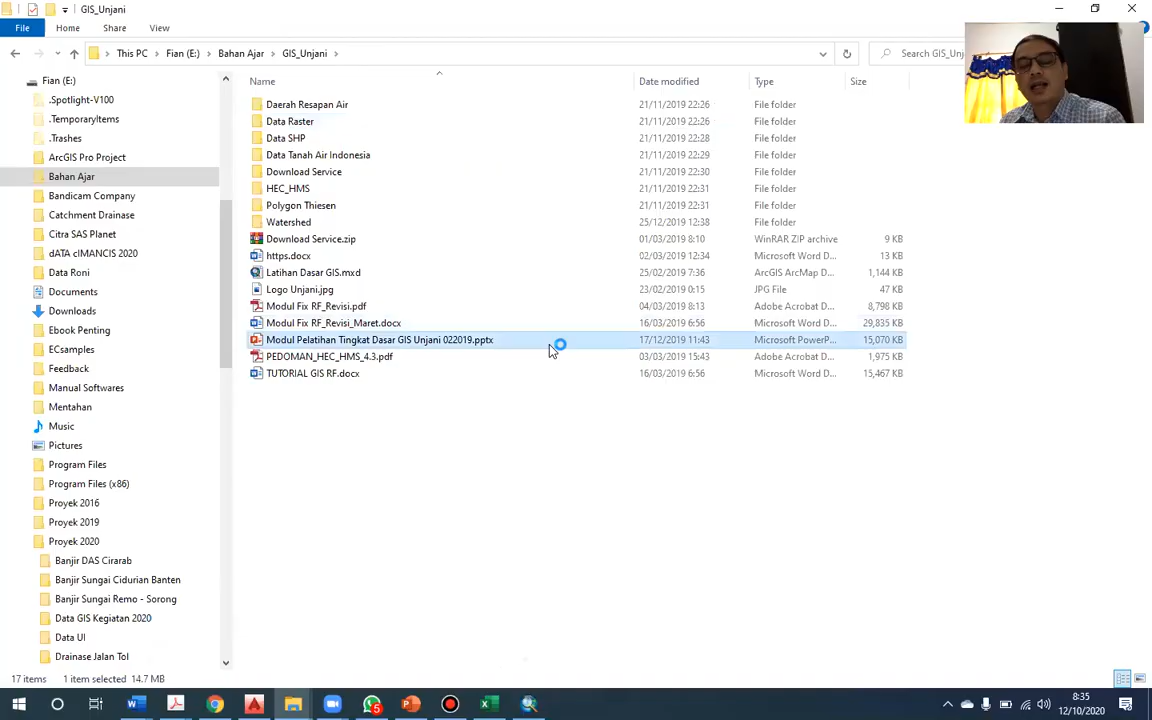 GIS_Unjani
File Home Share View
This PC Fian (E:) Bahan Ajar GIS_Unjani
Search GIS_Unj
Fian (E:)
.Spotlight-V100
.TemporaryItems
.Trashes
ArcGIS Pro Project
Bahan Ajar
Bandicam Company
Catchment Drainase
Citra SAS Planet
dATA cIMANCIS 2020
Data Roni
Documents
Downloads
Ebook Penting
ECsamples
Feedback
Manual Softwares
Mentahan
Music
Pictures
Program Files
Program Files (x86)
Proyek 2016
Proyek 2019
Proyek 2020
Banjir DAS Cirarab
Banjir Sungai Cidurian Banten
Banjir Sungai Remo - Sorong
Data GIS Kegiatan 2020
Data UI
Drainase Jalan Tol
Name Date modified Type Size
Daerah Resapan Air 21/11/2019 22:26 File folder
Data Raster 21/11/2019 22:26 File folder
Data SHP 21/11/2019 22:28 File folder
Data Tanah Air Indonesia 21/11/2019 22:29 File folder
Download Service 21/11/2019 22:30 File folder
HEC_HMS 21/11/2019 22:31 File folder
Polygon Thiesen 21/11/2019 22:31 File folder
Watershed 25/12/2019 12:38 File folder
Download Service.zip 01/03/2019 8:10 WinRAR ZIP archive 9 KB
https.docx 02/03/2019 12:34 Microsoft Word D... 13 KB
Latihan Dasar GIS.mxd 25/02/2019 7:36 ArcGIS ArcMap D... 1,144 KB
Logo Unjani.jpg 23/02/2019 0:15 JPG File 47 KB
Modul Fix RF_Revisi.pdf 04/03/2019 8:13 Adobe Acrobat D... 8,798 KB
Modul Fix RF_Revisi_Maret.docx 16/03/2019 6:56 Microsoft Word D... 29,835 KB
Modul Pelatihan Tingkat Dasar GIS Unjani 022019.pptx 17/12/2019 11:43 Microsoft PowerP... 15,070 KB
PEDOMAN_HEC_HMS_4.3.pdf 03/03/2019 15:43 Adobe Acrobat D... 1,975 KB
TUTORIAL GIS RF.docx 16/03/2019 6:56 Microsoft Word D... 15,467 KB
17 items 1 item selected 14.7 MB
5
8:35
12/10/2020